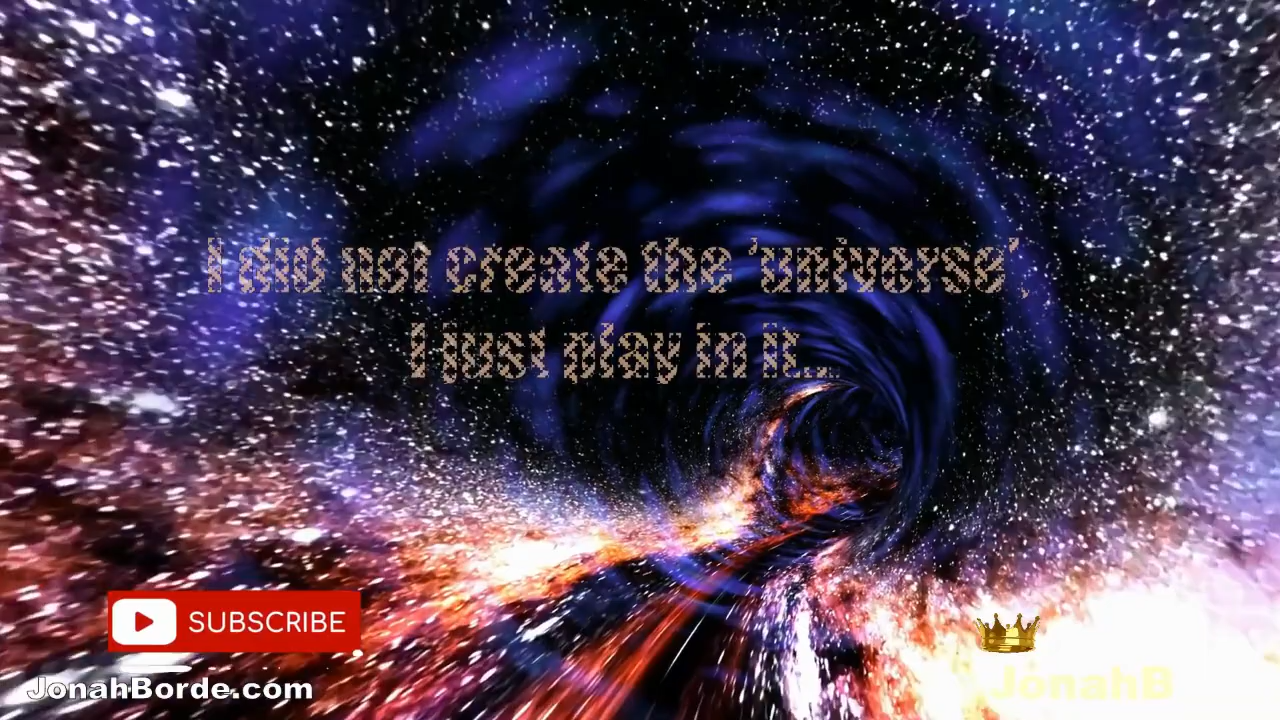 I did not create the 'universe',
I just play in it...
SUBSCRIBE
JonahBorde.com
JonahB